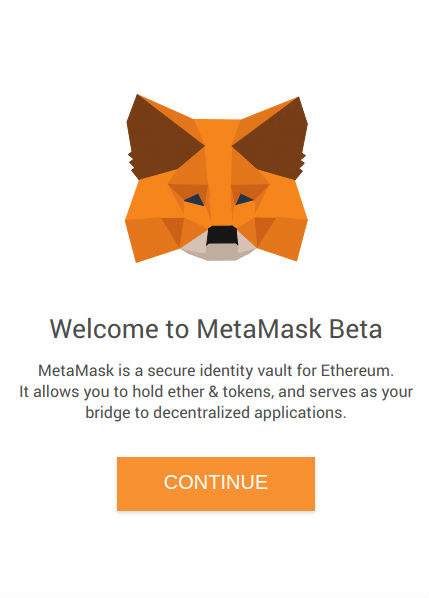 Welcome to MetaMask Beta
MetaMask is a secure identity vault for Ethereum.
It allows you to hold ether & tokens, and serves as your
bridge to decentralized applications.
CONTINUE